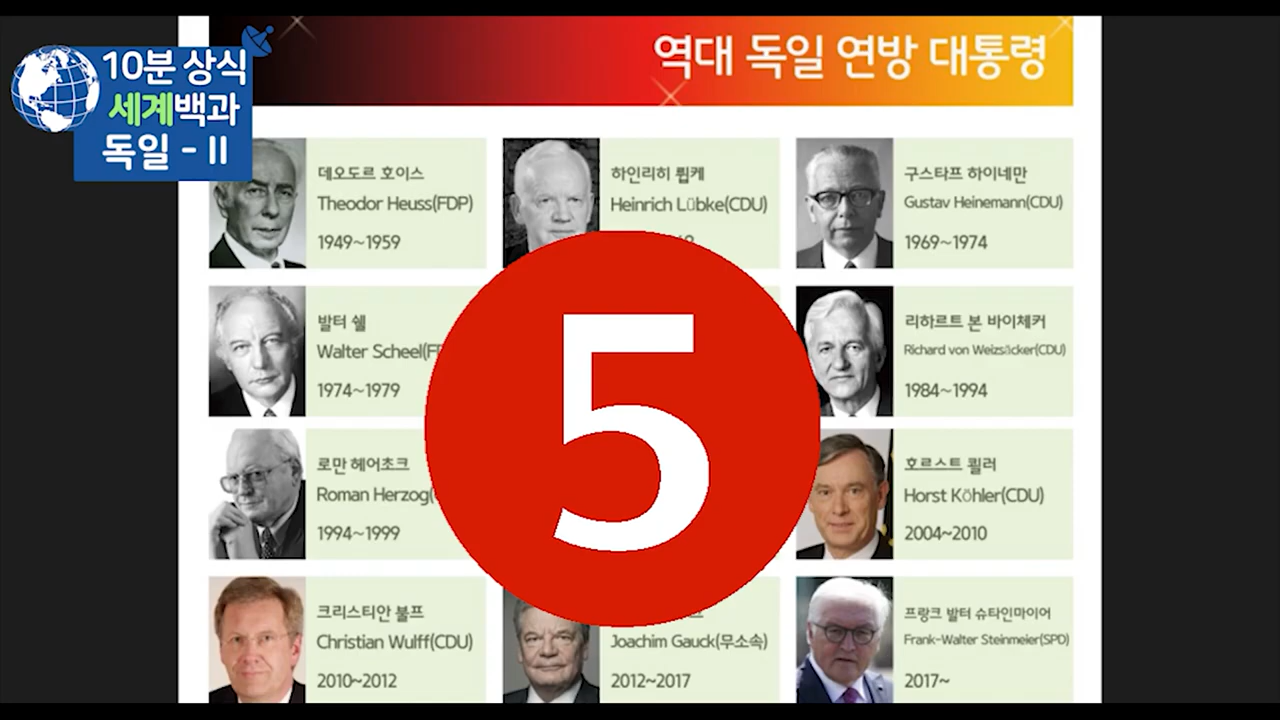 10분 상식
세계백과
독일 - II
역대 독일 연방 대통령
데오도르 호이스
Theodor Heuss(FDP)
1949~1959
하인리히 륍케
Heinrich Lübke(CDU)
구스타프 하이네만
Gustav Heinemann(CDU)
1969~1974
발터 쉘
Walter Scheel(F
1974~1979
리하르트 본 바이체커
Richard von Weizsäcker(CDU)
1984~1994
로만 헤어초크
Roman Herzog(
1994~1999
호르스트 쾰러
Horst Köhler(CDU)
2004~2010
크리스티안 불프
Christian Wulff(CDU)
2010~2012
Joachim Gauck(무소속)
2012~2017
프랑크 발터 슈타인마이어
Frank-Walter Steinmeier(SPD)
2017~
5